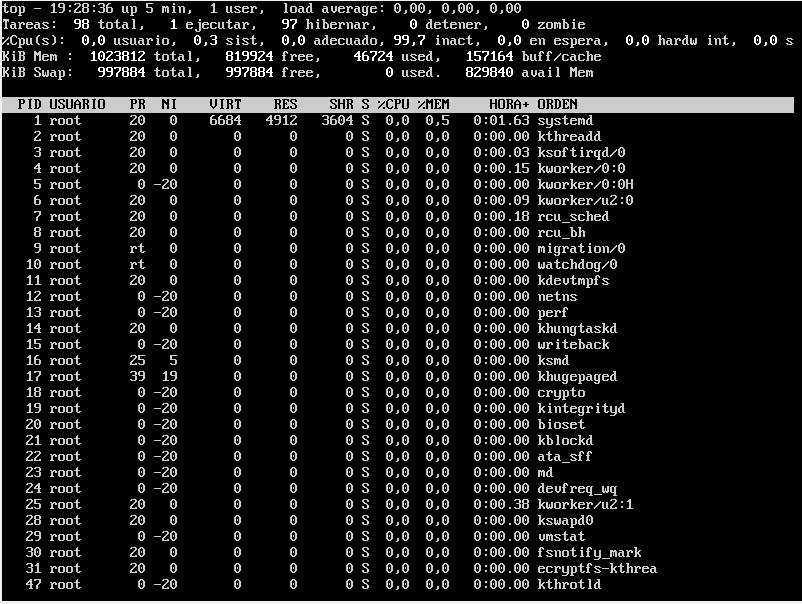 top - 19:28:36 up 5 min,  1 user,  load average: 0,00, 0,00, 0,00
Tareas:  98 total,   1 ejecutar,  97 hibernar,   0 detener,   0 zombie
%Cpu(s):  0,0 usuario,  0,3 sist,  0,0 adecuado, 99,7 inact,  0,0 en espera,  0,0 hardw int,  0,0 s
KiB Mem :  1023812 total,   819924 free,    46724 used,   157164 buff/cache
KiB Swap:   997884 total,   997884 free,        0 used.   829840 avail Mem
PID USUARIO   PR  NI    VIRT    RES    SHR S %CPU %MEM     HORA+ ORDEN
1 root      20   0    6684   4912   3604 S  0,0  0,5   0:01.63 systemd
2 root      20   0       0      0      0 S  0,0  0,0   0:00.00 kthreadd
3 root      20   0       0      0      0 S  0,0  0,0   0:00.03 ksoftirqd/0
4 root      20   0       0      0      0 S  0,0  0,0   0:00.15 kworker/0:0
5 root       0 -20       0      0      0 S  0,0  0,0   0:00.00 kworker/0:0H
6 root      20   0       0      0      0 S  0,0  0,0   0:00.09 kworker/u2:0
7 root      20   0       0      0      0 S  0,0  0,0   0:00.18 rcu_sched
8 root      20   0       0      0      0 S  0,0  0,0   0:00.00 rcu_bh
9 root      rt   0       0      0      0 S  0,0  0,0   0:00.00 migration/0
10 root      rt   0       0      0      0 S  0,0  0,0   0:00.00 watchdog/0
11 root      20   0       0      0      0 S  0,0  0,0   0:00.00 kdevtmpfs
12 root       0 -20       0      0      0 S  0,0  0,0   0:00.00 netns
13 root       0 -20       0      0      0 S  0,0  0,0   0:00.00 perf
14 root      20   0       0      0      0 S  0,0  0,0   0:00.00 khungtaskd
15 root       0 -20       0      0      0 S  0,0  0,0   0:00.00 writeback
16 root      25   5       0      0      0 S  0,0  0,0   0:00.00 ksmd
17 root      39  19       0      0      0 S  0,0  0,0   0:00.00 khugepaged
18 root       0 -20       0      0      0 S  0,0  0,0   0:00.00 crypto
19 root       0 -20       0      0      0 S  0,0  0,0   0:00.00 kintegrityd
20 root       0 -20       0      0      0 S  0,0  0,0   0:00.00 bioset
21 root       0 -20       0      0      0 S  0,0  0,0   0:00.00 kblockd
22 root       0 -20       0      0      0 S  0,0  0,0   0:00.00 ata_sff
23 root       0 -20       0      0      0 S  0,0  0,0   0:00.00 md
24 root       0 -20       0      0      0 S  0,0  0,0   0:00.00 devfreq_wq
25 root      20   0       0      0      0 S  0,0  0,0   0:00.38 kworker/u2:1
28 root      20   0       0      0      0 S  0,0  0,0   0:00.00 kswapd0
29 root       0 -20       0      0      0 S  0,0  0,0   0:00.00 vmstat
30 root      20   0       0      0      0 S  0,0  0,0   0:00.00 fsnotify_mark
31 root      20   0       0      0      0 S  0,0  0,0   0:00.00 ecryptfs-kthrea
47 root       0 -20       0      0      0 S  0,0  0,0   0:00.00 kthrotld